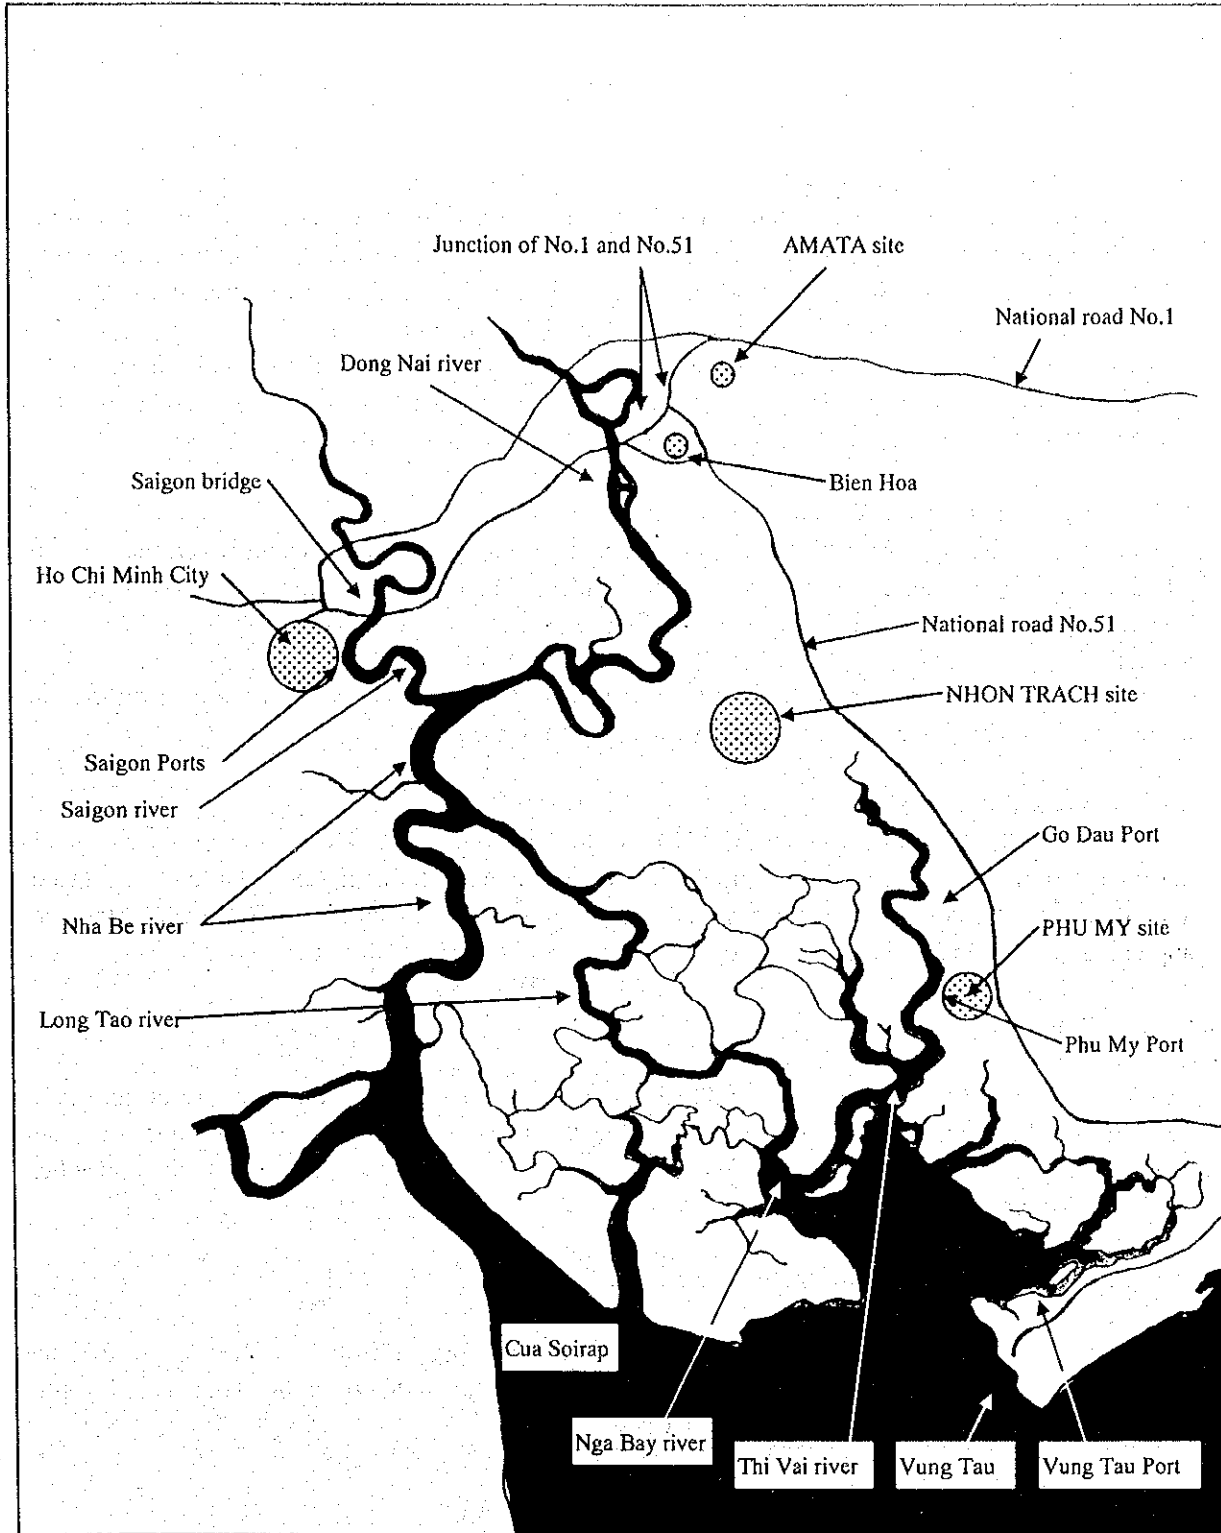 Junction of No.1 and No.51
AMATA site
National road No.1
Dong Nai river
Saigon bridge
Bien Hoa
Ho Chi Minh City
National road No.51
NHON TRACH site
Saigon Ports
Saigon river
Go Dau Port
Nha Be river
PHU MY site
Long Tao river
Phu My Port
Cua Soirap
Nga Bay river
Thi Vai river
Vung Tau
Vung Tau Port